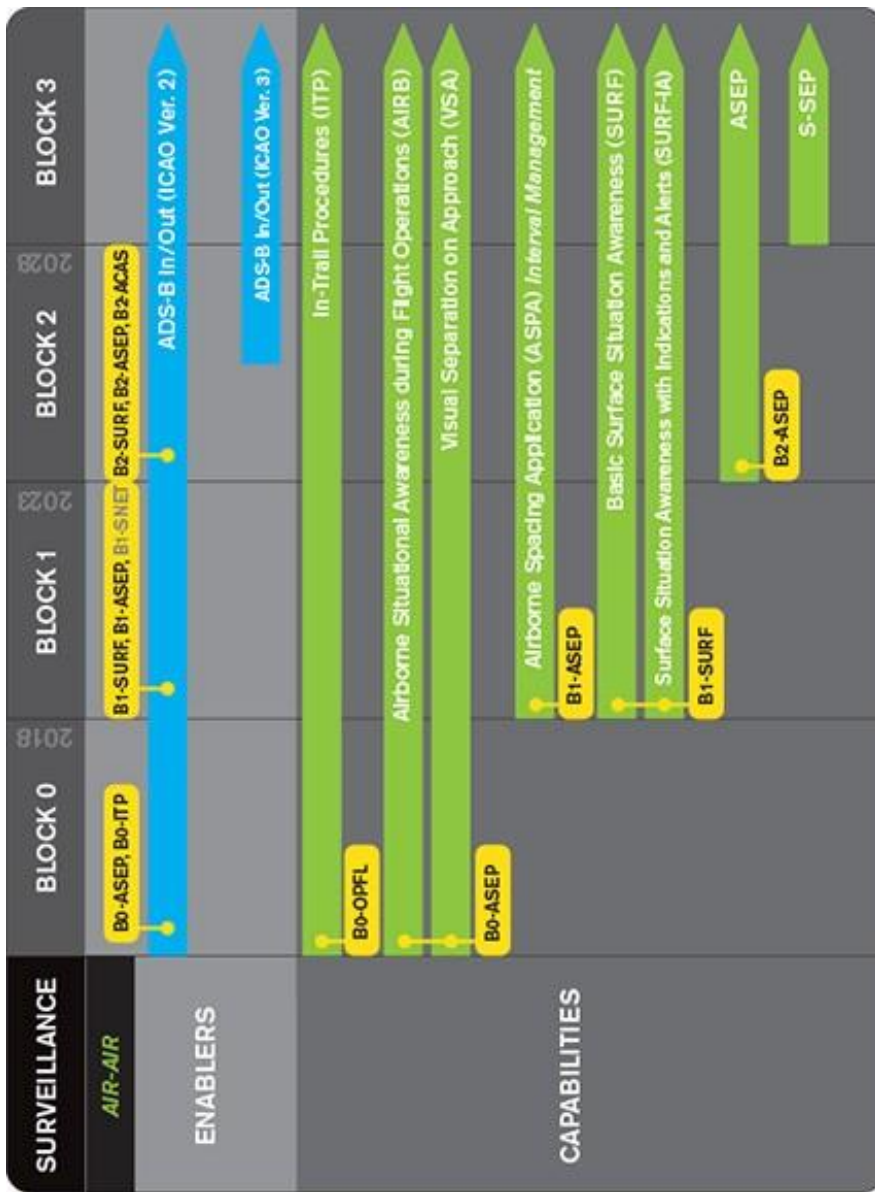 SURVEILLANCE
BLOCK 0
2018
BLOCK 1
2023
BLOCK 2
2028
BLOCK 3
AIR-AIR
B0-ASEP, B0-ITP
B1-SURF, B1-ASEP, B1-SNET
B2-SURF, B2-ASEP, B2-ACAS
ENABLERS
ADS-B In/Out (ICAO Ver. 2)
ADS-B In/Out (ICAO Ver. 3)
CAPABILITIES
In-Trail Procedures (ITP)
B0-OPFL
Airborne Situational Awareness during Flight Operations (AIRB)
Visual Separation on Approach (VSA)
B0-ASEP
Airborne Spacing Application (ASPA) Interval Management
B1-ASEP
Basic Surface Situation Awareness (SURF)
Surface Situation Awareness with Indications and Alerts (SURF-IA)
B1-SURF
ASEP
B2-ASEP
S-SEP